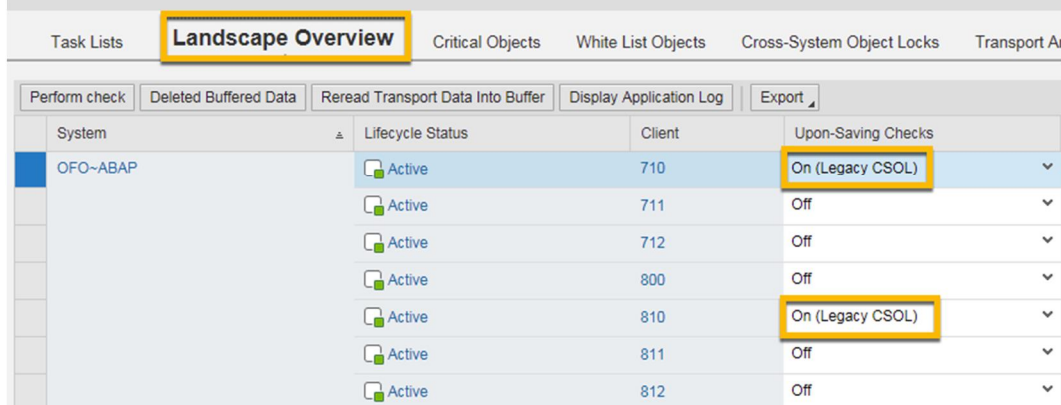 Task Lists Landscape Overview Critical Objects White List Objects Cross-System Object Locks Transport A
Perform check Deleted Buffered Data Reread Transport Data Into Buffer Display Application Log Export
System Lifecycle Status Client Upon-Saving Checks
OFO~ABAP Active 710 On (Legacy CSOL)
Active 711 Off
Active 712 Off
Active 800 Off
Active 810 On (Legacy CSOL)
Active 811 Off
Active 812 Off